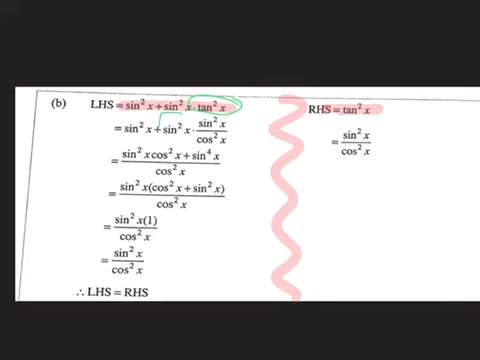 (b) LHS = sin² x + sin² x · tan² x
= sin² x + sin² x · sin² x / cos² x
= sin² x cos² x + sin⁴ x / cos² x
= sin² x(cos² x + sin² x) / cos² x
= sin² x(1) / cos² x
= sin² x / cos² x
∴ LHS = RHS
RHS = tan² x
= sin² x / cos² x